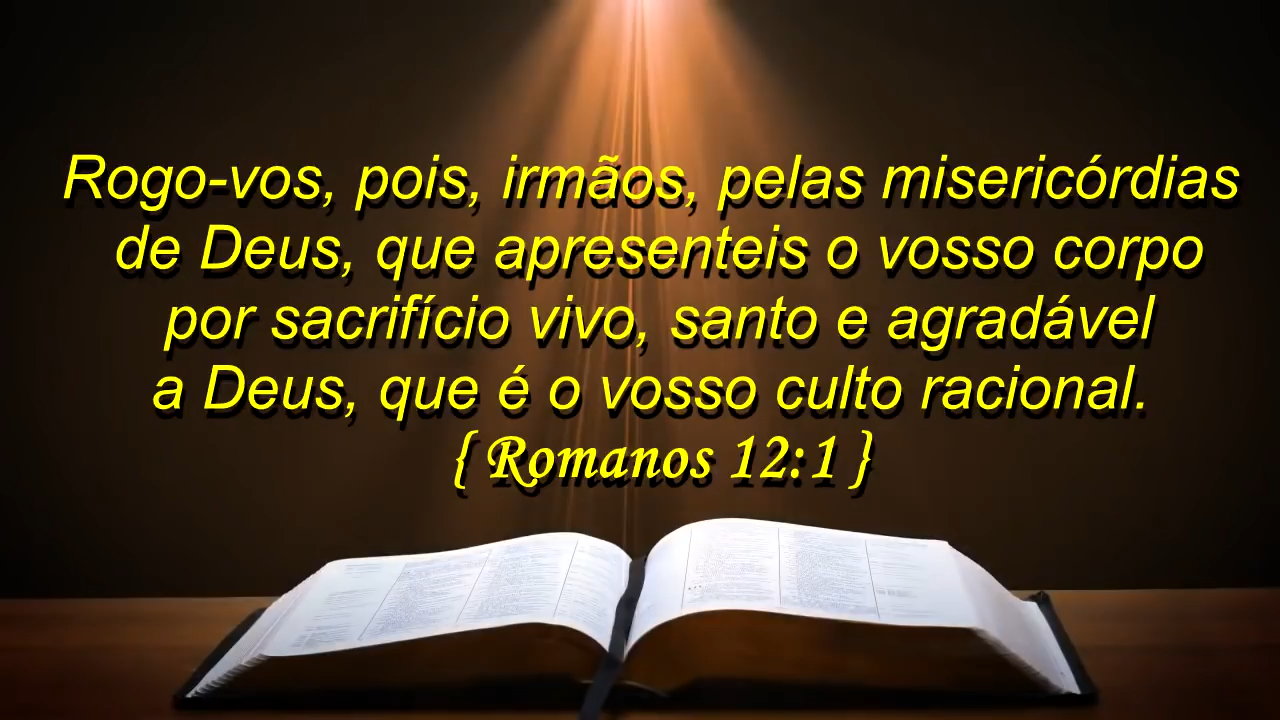 Rogo-vos, pois, irmãos, pelas misericórdias
de Deus, que apresenteis o vosso corpo
por sacrifício vivo, santo e agradável
a Deus, que é o vosso culto racional.
{ Romanos 12:1 }